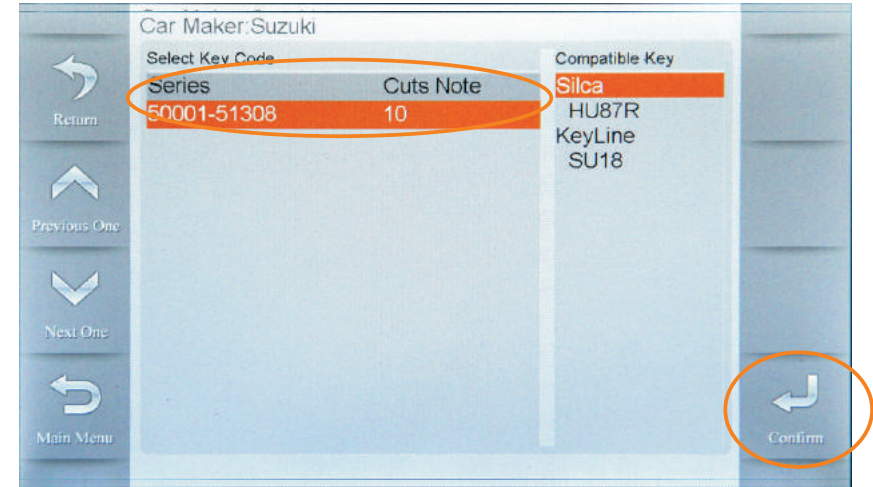 Car Maker:Suzuki
Select Key Code
Compatible Key
Series Cuts Note
Silca
50001-51308 10
HU87R
KeyLine
SU18
Return
Previous One
Next One
Main Menu
Confirm